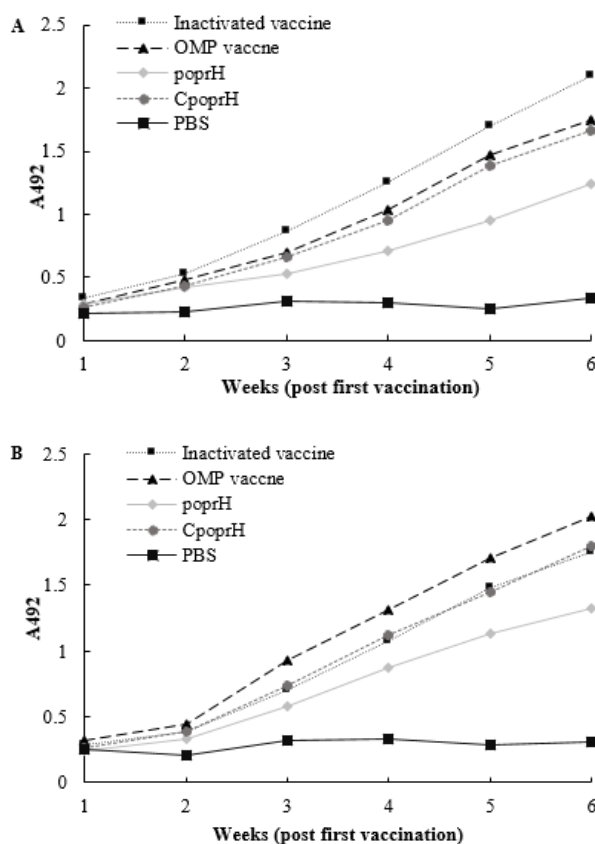 A
Inactivated vaccine
OMP vaccne
poprH
CpoprH
PBS
2.5
2
1.5
1
0.5
0
A492
1 2 3 4 5 6
Weeks (post first vaccination)
B
Inactivated vaccine
OMP vaccne
poprH
CpoprH
PBS
2.5
2
1.5
1
0.5
0
A492
1 2 3 4 5 6
Weeks (post first vaccination)